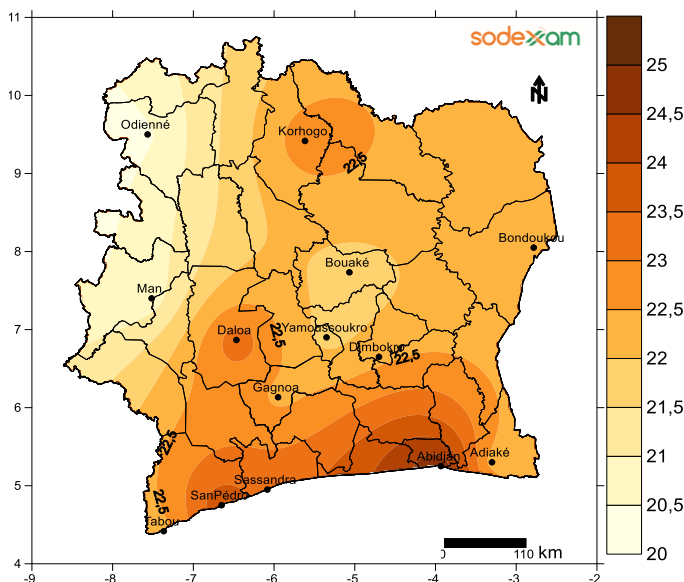 11
sodexam
10
9
8
7
6
5
4
-9
-8
-7
-6
-5
-4
-3
-2
N
Odienné
Korhogo
22,5
Bondoukou
Bouaké
Man
Daloa
22,5
Yamoussoukro
Dimbokro
22,5
Gagnoa
22,5
Abidjan
Adiaké
Sassandra
SanPédro
22,5
Tabou
0
110 km
25
24,5
24
23,5
23
22,5
22
21,5
21
20,5
20